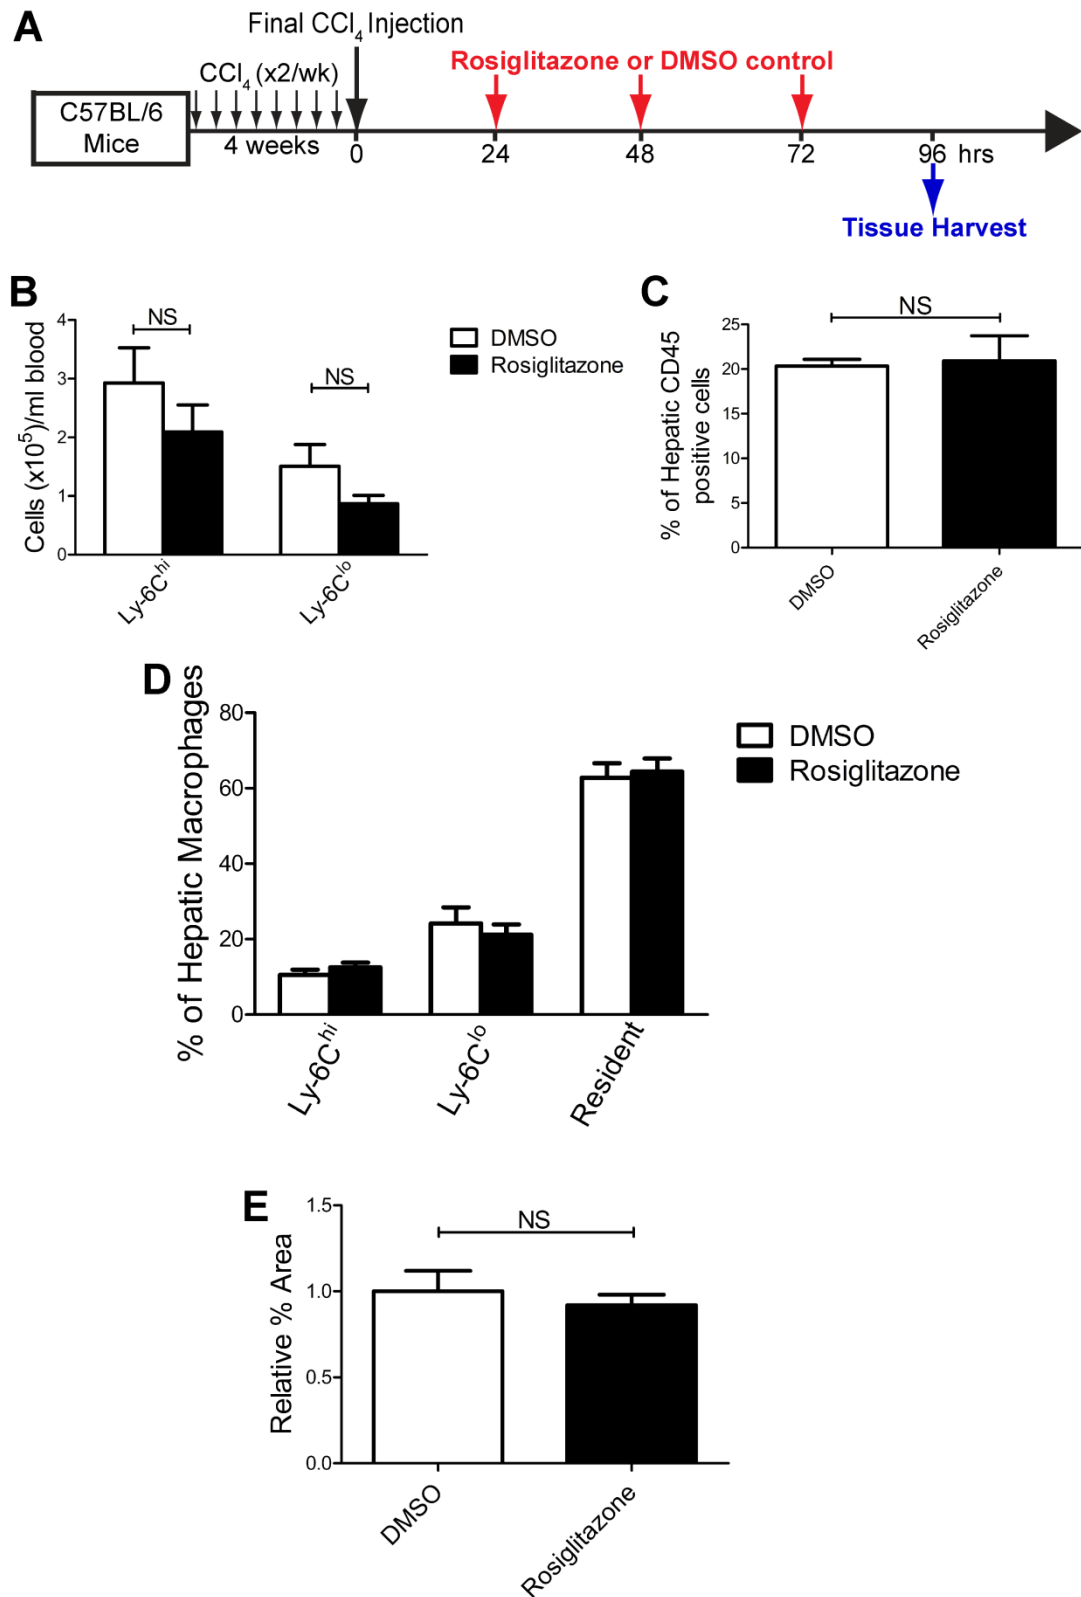 A
Final CCl4 Injection
CCl4 (x2/wk)
Rosiglitazone or DMSO control
C57BL/6
Mice
4 weeks
0
24
48
72
96 hrs
Tissue Harvest
B
Cells (x10^5)/ml blood
4
3
2
1
0
NS
NS
DMSO
Rosiglitazone
Ly-6C^hi
Ly-6C^lo
C
% of Hepatic CD45
positive cells
25
20
15
10
5
0
NS
DMSO
Rosiglitazone
D
% of Hepatic Macrophages
80
60
40
20
0
DMSO
Rosiglitazone
Ly-6C^hi
Ly-6C^lo
Resident
E
Relative % Area
1.5
1.0
0.5
0.0
NS
DMSO
Rosiglitazone